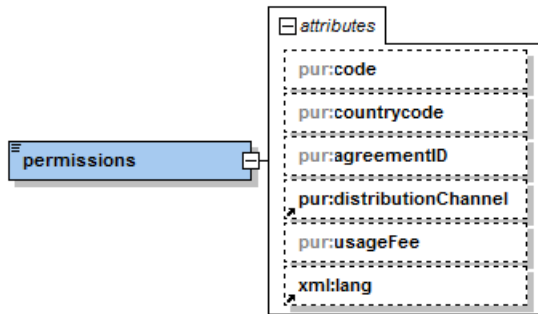 attributes
pur:code
pur:countrycode
permissions
pur:agreementID
pur:distributionChannel
pur:usageFee
xml:lang